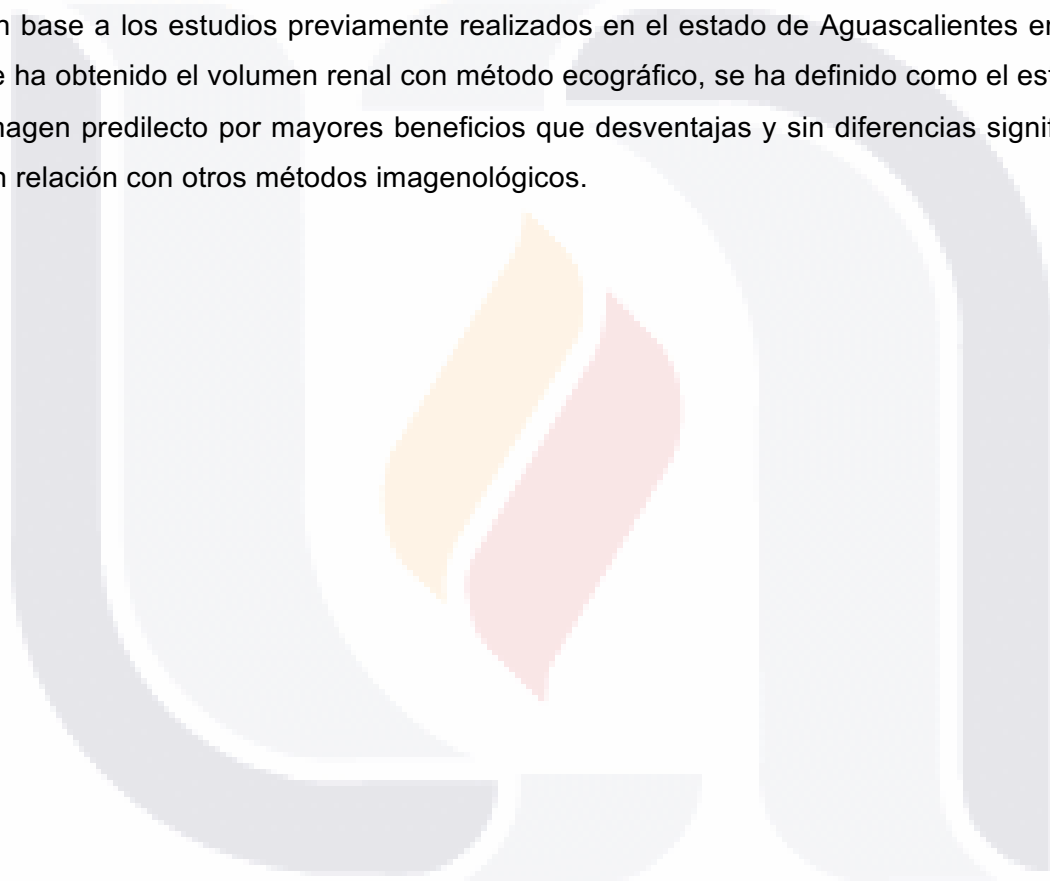 n base a los estudios previamente realizados en el estado de Aguascalientes en
e ha obtenido el volumen renal con método ecográfico, se ha definido como el est
nagen predilecto por mayores beneficios que desventajas y sin diferencias signif
n relación con otros métodos imagenológicos.